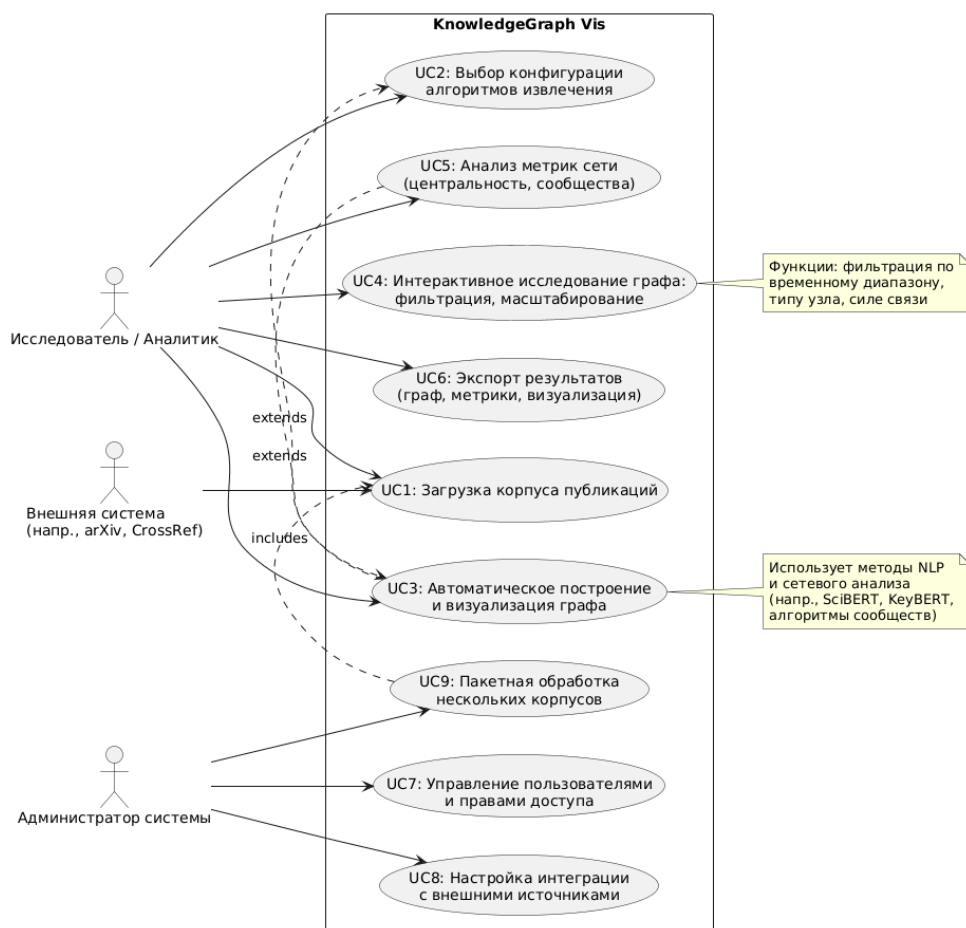 KnowledgeGraph Vis
UC2: Выбор конфигурации
алгоритмов извлечения
UC5: Анализ метрик сети
(центральность, сообщества)
UC4: Интерактивное исследование графа:
фильтрация, масштабирование
Функции: фильтрация по
временному диапазону,
типу узла, силе связи
Исследователь / Аналитик
UC6: Экспорт результатов
(граф, метрики, визуализация)
extends
extends
UC1: Загрузка корпуса публикаций
Внешняя система
(напр., arXiv, CrossRef)
includes
UC3: Автоматическое построение
и визуализация графа
Использует методы NLP
и сетевого анализа
(напр., SciBERT, KeyBERT,
алгоритмы сообществ)
UC9: Пакетная обработка
нескольких корпусов
Администратор системы
UC7: Управление пользователями
и правами доступа
UC8: Настройка интеграции
с внешними источниками